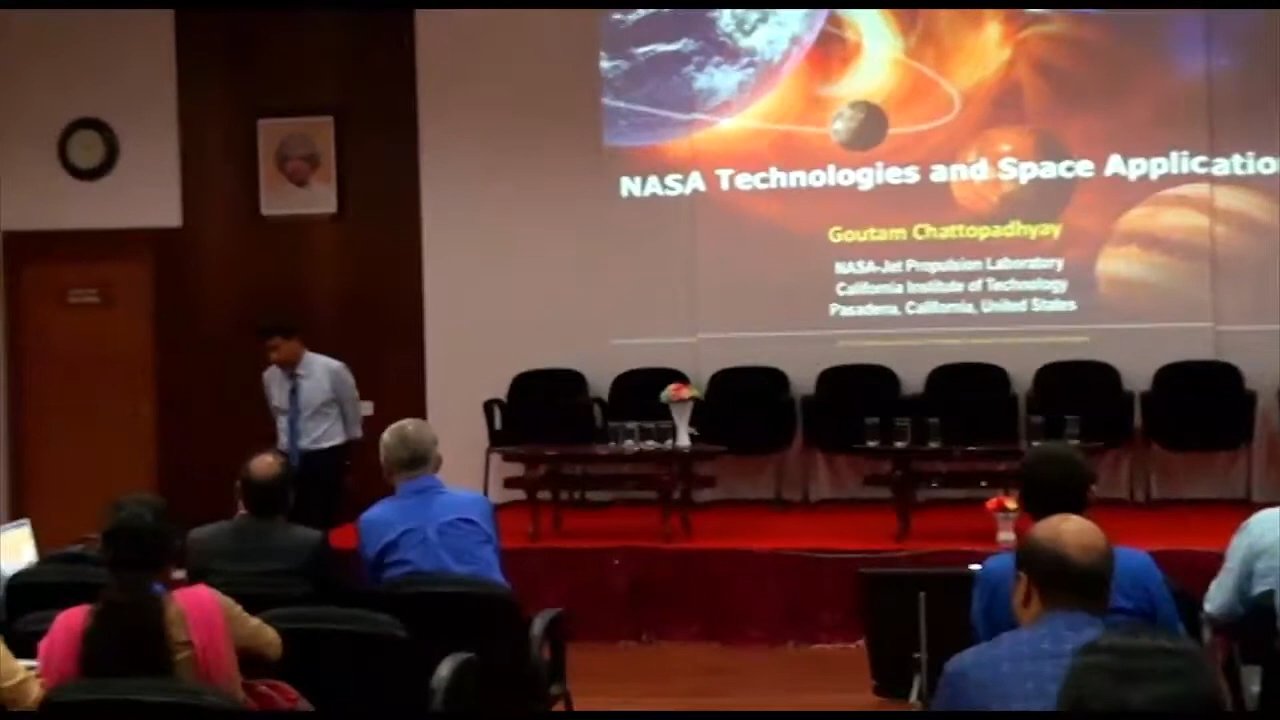 NASA Technologies and Space Applicatio
Goutam Chattopadhyay
NASA-Jet Propulsion Laboratory
California Institute of Technology
Pasadena, California, United States